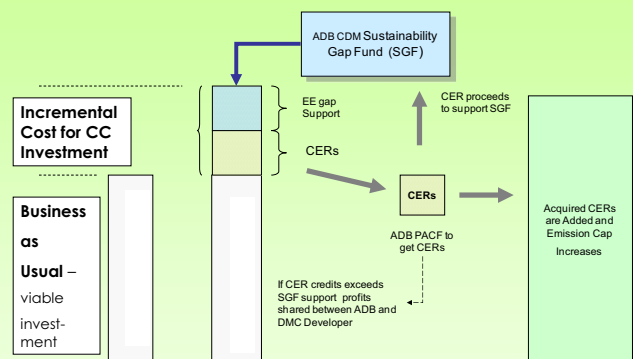 ADB CDM Sustainability
Gap Fund (SGF)
Incremental
Cost for CC
Investment
EE gap
Support
CERs
CER proceeds
to support SGF
CERs
ADB PACF to
get CERs
Acquired CERs
are Added and
Emission Cap
Increases
Business
as
Usual –
viable
invest-
ment
If CER credits exceeds
SGF support profits
shared between ADB and
DMC Developer